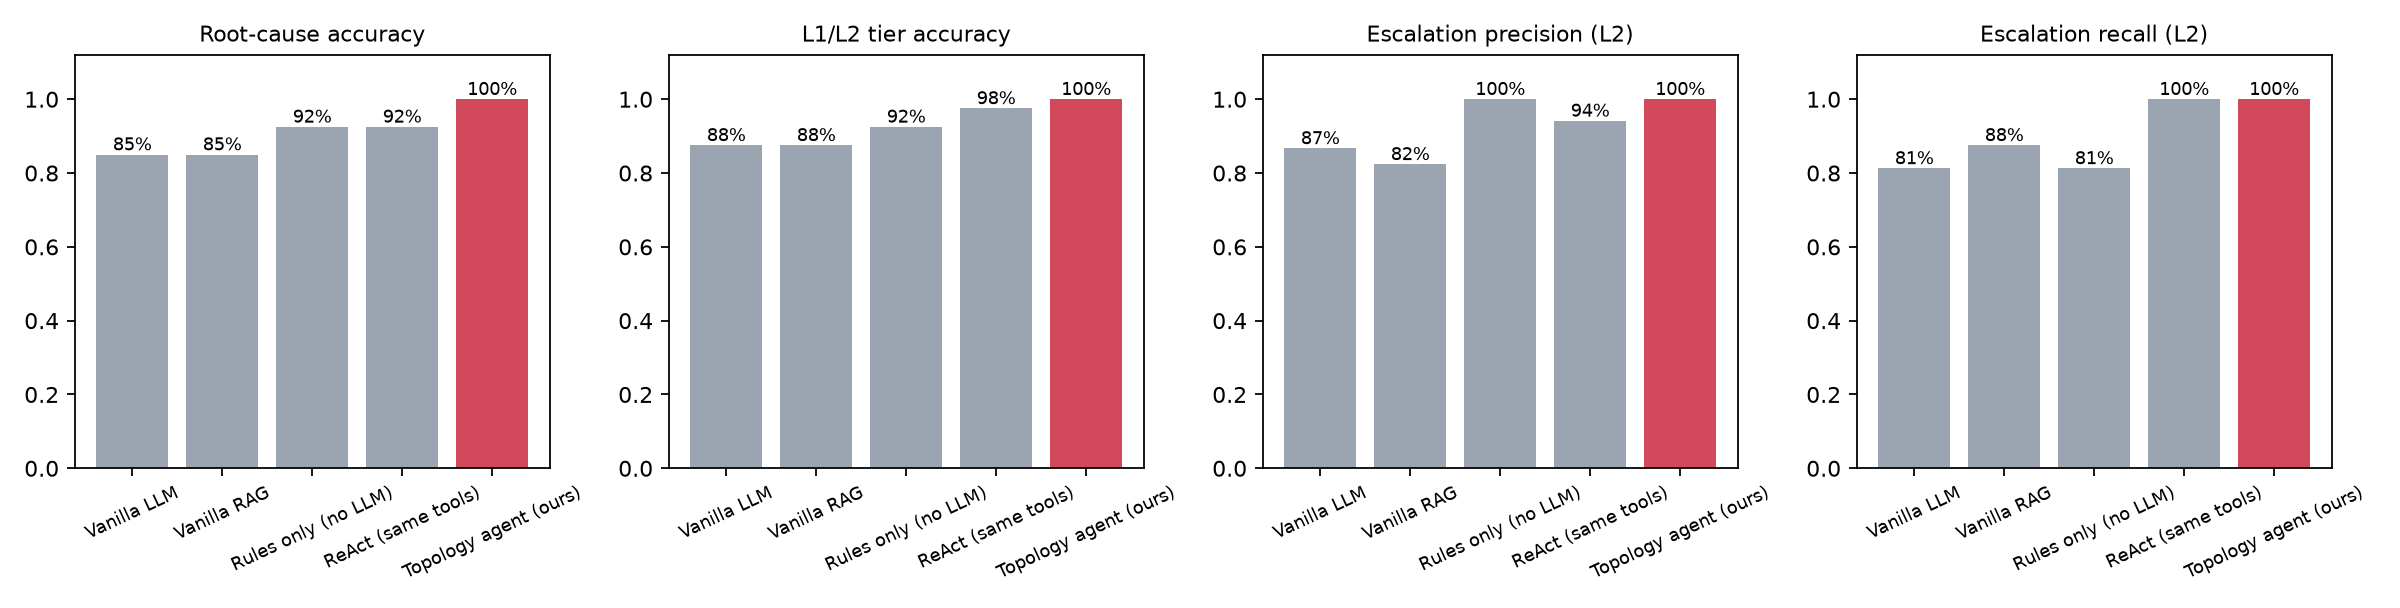 Root-cause accuracy
1.0
0.8
0.6
0.4
0.2
0.0
85%
85%
92%
92%
100%
Vanilla LLM
Vanilla RAG
Rules only (no LLM)
ReAct (same tools)
Topology agent (ours)
L1/L2 tier accuracy
1.0
0.8
0.6
0.4
0.2
0.0
88%
88%
92%
98%
100%
Vanilla LLM
Vanilla RAG
Rules only (no LLM)
ReAct (same tools)
Topology agent (ours)
Escalation precision (L2)
1.0
0.8
0.6
0.4
0.2
0.0
87%
82%
100%
94%
100%
Vanilla LLM
Vanilla RAG
Rules only (no LLM)
ReAct (same tools)
Topology agent (ours)
Escalation recall (L2)
1.0
0.8
0.6
0.4
0.2
0.0
81%
88%
81%
100%
100%
Vanilla LLM
Vanilla RAG
Rules only (no LLM)
ReAct (same tools)
Topology agent (ours)